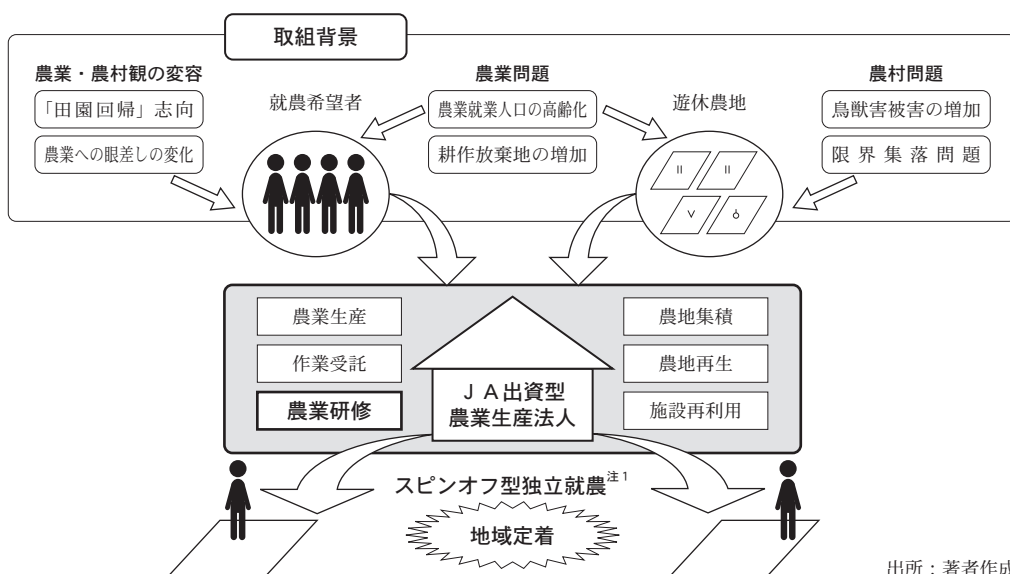 取組背景
農業・農村観の変容
「田園回帰」志向
農業への眼差しの変化
就農希望者
農業問題
農業就業人口の高齢化
耕作放棄地の増加
遊休農地
農村問題
鳥獣害被害の増加
限界集落問題
農業生産
作業受託
農業研修
JA出資型
農業生産法人
農地集積
農地再生
施設再利用
スピンオフ型独立就農注1
地域定着
出所：著者作成